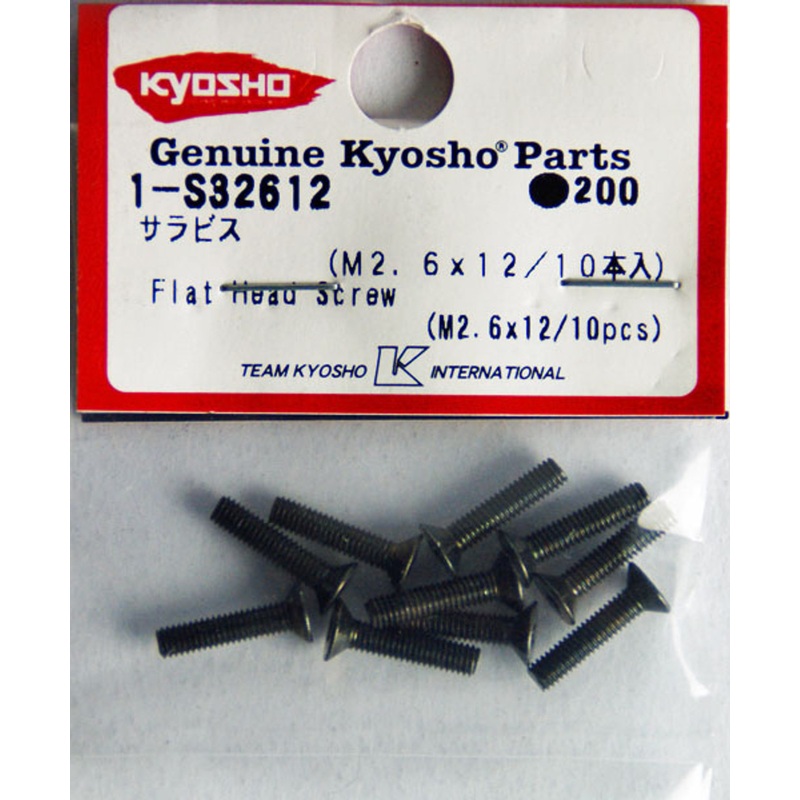 KYOSHO
Genuine Kyosho® Parts
1-S32612 ●200
サラビス
(M2.6x12/10本入)
Flat Head Screw
(M2.6x12/10pcs)
TEAM KYOSHO K INTERNATIONAL